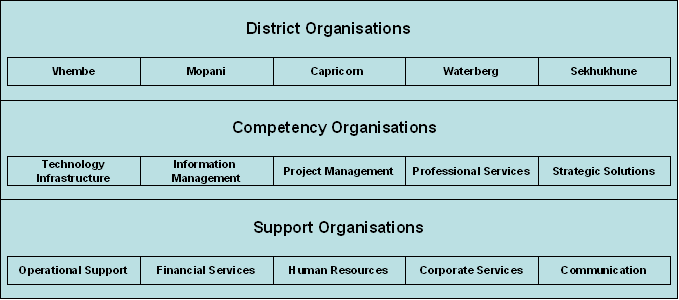 District Organisations
Vhembe Mopani Capricorn Waterberg Sekhukhune
Competency Organisations
Technology Infrastructure Information Management Project Management Professional Services Strategic Solutions
Support Organisations
Operational Support Financial Services Human Resources Corporate Services Communication